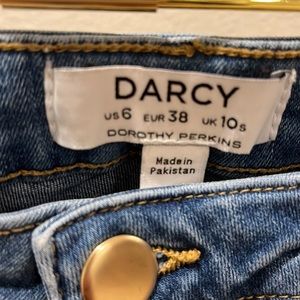 DARCY
US 6 EUR 38 UK 10s
DOROTHY PERKINS
Made in
Pakistan